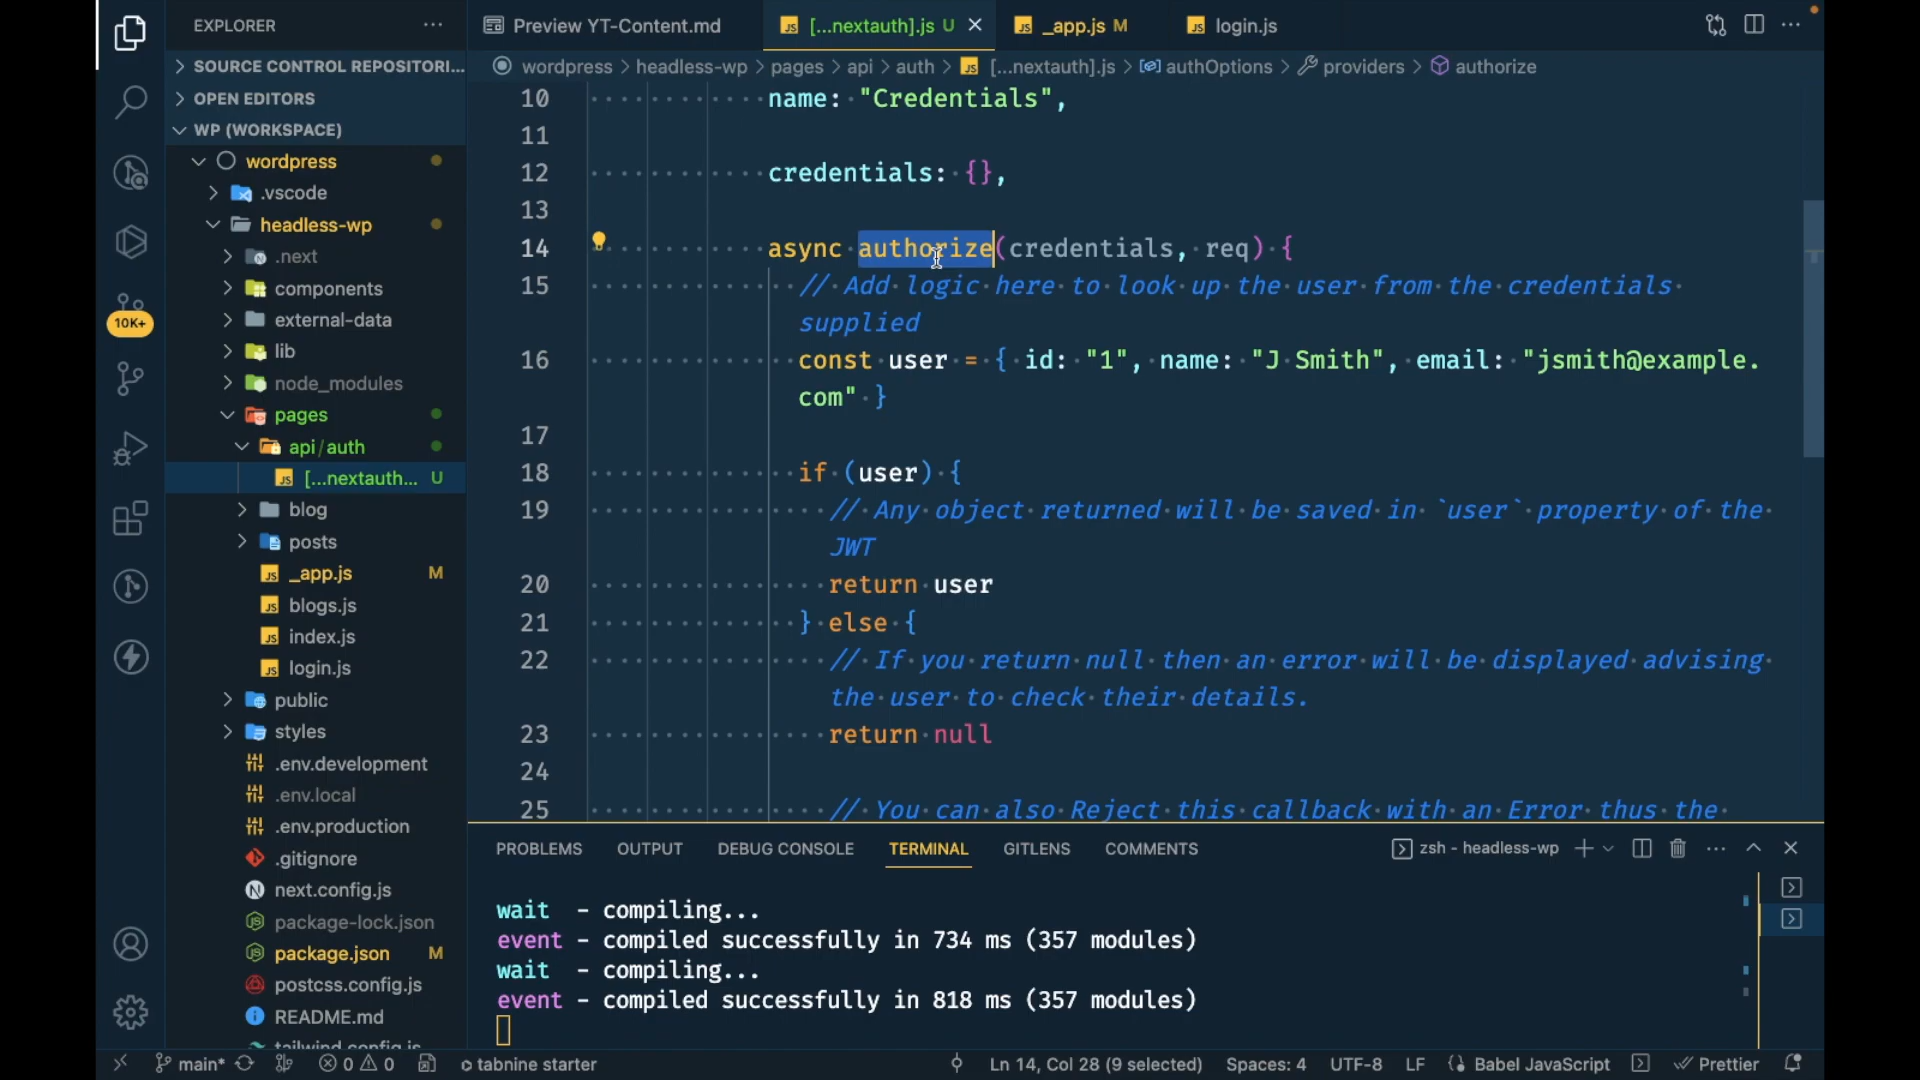 EXPLORER
Preview YT-Content.md
[...nextauth].js U
_app.js M
login.js
SOURCE CONTROL REPOSITORI...
wordpress > headless-wp > pages > api > auth > [...nextauth].js > authOptions > providers > authorize
OPEN EDITORS
WP (WORKSPACE)
wordpress
.vscode
headless-wp
.next
components
external-data
lib
node_modules
pages
api/auth
[...nextauth... U
blog
posts
_app.js M
blogs.js
index.js
login.js
public
styles
.env.development
.env.local
.env.production
.gitignore
next.config.js
package-lock.json
package.json M
postcss.config.js
README.md
tailwind.config.js
10K+
10 name: "Credentials",
11
12 credentials: {},
13
14 async authorize(credentials, req) {
15 // Add logic here to look up the user from the credentials
supplied
16 const user = { id: "1", name: "J Smith", email: "jsmith@example.
com" }
17
18 if (user) {
19 // Any object returned will be saved in `user` property of the
JWT
20 return user
21 } else {
22 // If you return null then an error will be displayed advising
the user to check their details.
23 return null
24
25 // You can also Reject this callback with an Error thus the
PROBLEMS OUTPUT DEBUG CONSOLE TERMINAL GITLENS COMMENTS
zsh - headless-wp
wait - compiling...
event - compiled successfully in 734 ms (357 modules)
wait - compiling...
event - compiled successfully in 818 ms (357 modules)
main* 0 0 tabnine starter Ln 14, Col 28 (9 selected) Spaces: 4 UTF-8 LF Babel JavaScript Prettier